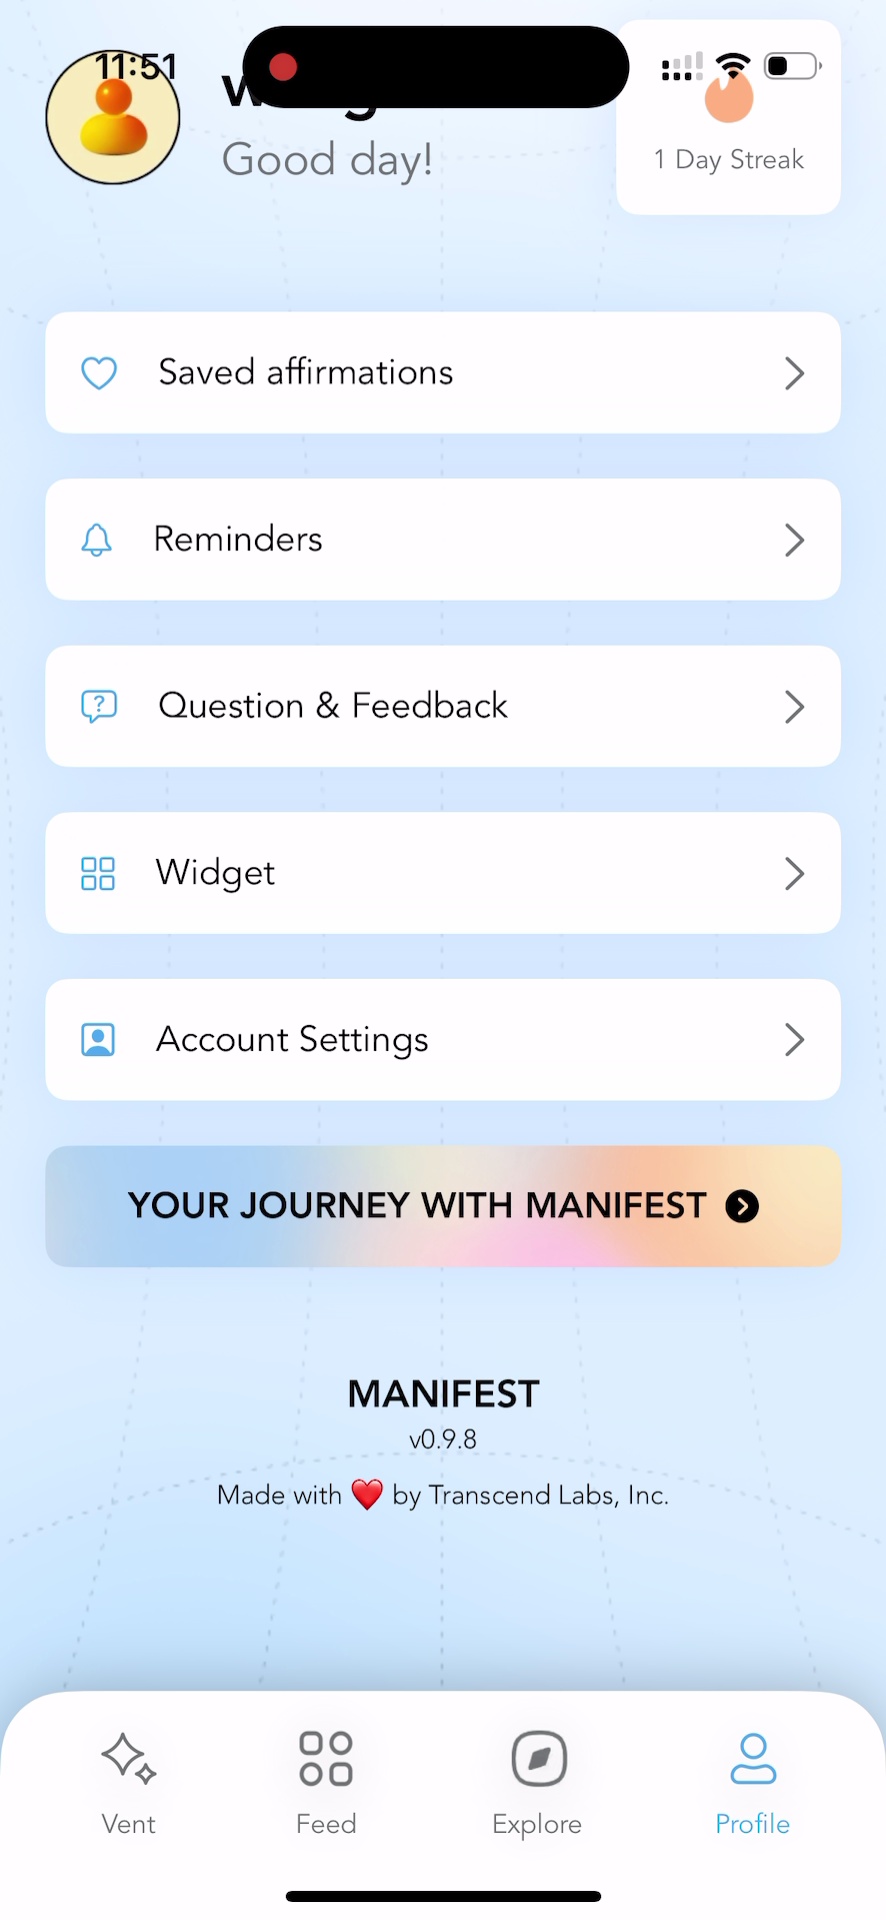 11:51
Good day!
1 Day Streak
Saved affirmations
Reminders
Question & Feedback
Widget
Account Settings
YOUR JOURNEY WITH MANIFEST
MANIFEST
v0.9.8
Made with ❤️ by Transcend Labs, Inc.
Vent
Feed
Explore
Profile